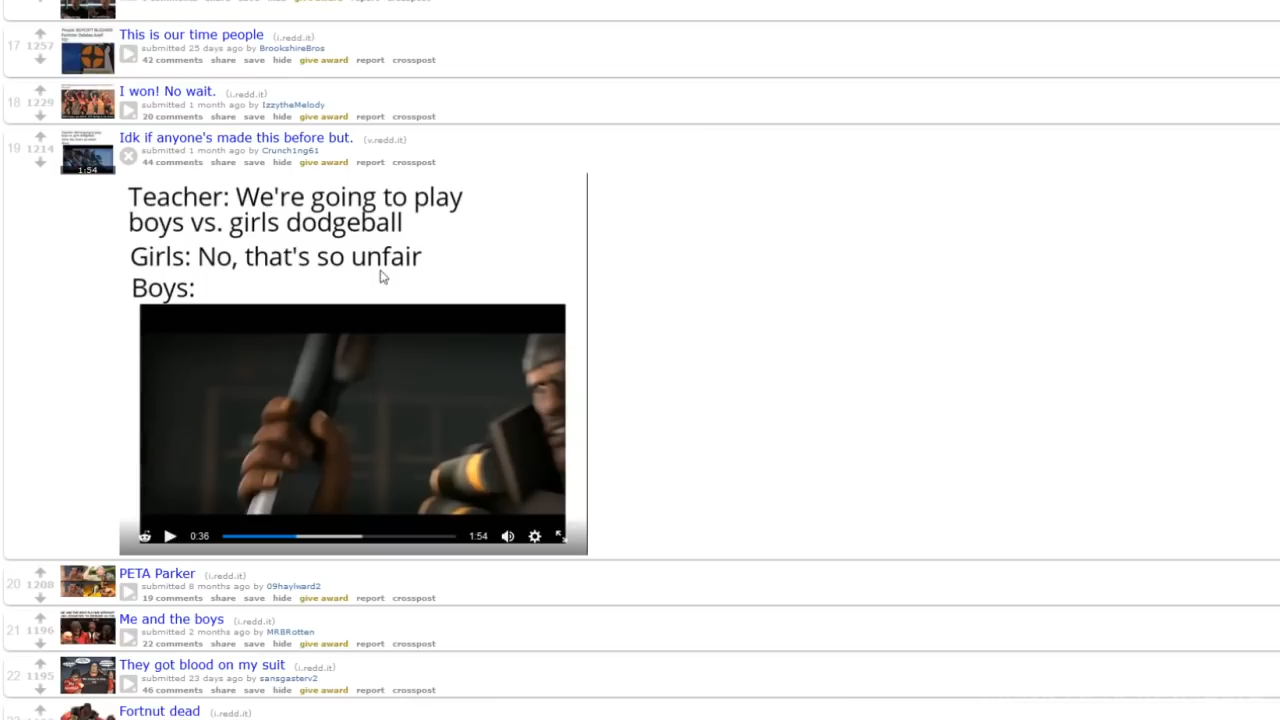 17 1257 This is our time people (i.redd.it)
submitted 25 days ago by BrookshireBros
42 comments share save hide give award report crosspost
18 1229 I won! No wait. (i.redd.it)
submitted 1 month ago by IzzytheMelody
20 comments share save hide give award report crosspost
19 1214 Idk if anyone's made this before but. (v.redd.it)
submitted 1 month ago by Crunch1ng61
44 comments share save hide give award report crosspost
1:54
Teacher: We're going to play
boys vs. girls dodgeball
Girls: No, that's so unfair
Boys:
0:36 1:54
20 1208 PETA Parker (i.redd.it)
submitted 8 months ago by 09haylward2
19 comments share save hide give award report crosspost
21 1196 Me and the boys (i.redd.it)
submitted 2 months ago by MRBRotten
22 comments share save hide give award report crosspost
22 1195 They got blood on my suit (i.redd.it)
submitted 23 days ago by sansgasterv2
46 comments share save hide give award report crosspost
Fortnut dead (i.redd.it)